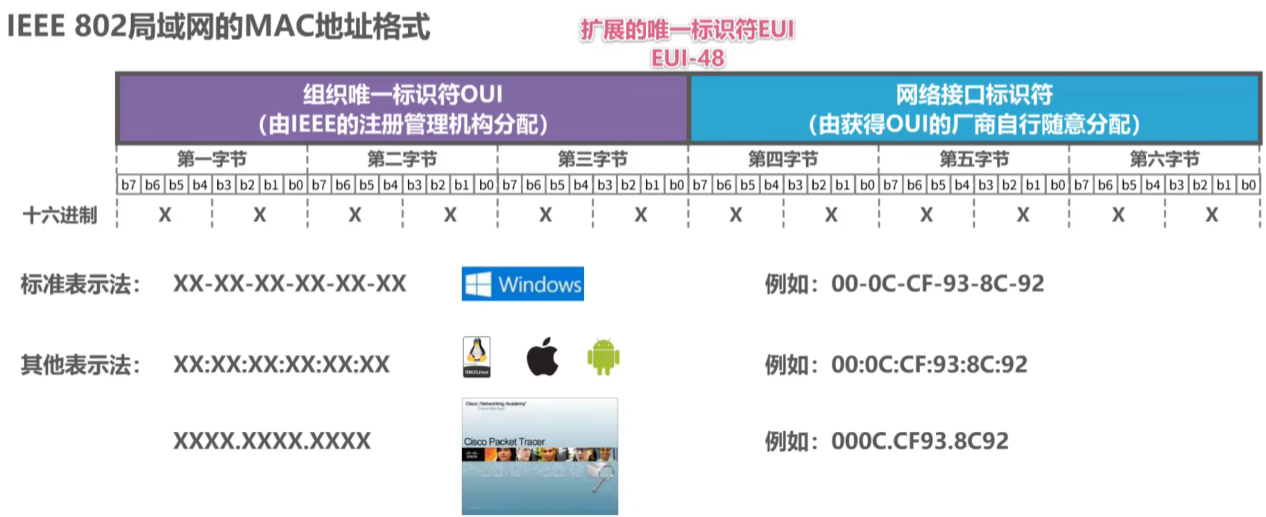 IEEE 802局域网的MAC地址格式
扩展的唯一标识符EUI
EUI-48
组织唯一标识符OUI
（由IEEE的注册管理机构分配）
网络接口标识符
（由获得OUI的厂商自行随意分配）
第一字节 第二字节 第三字节 第四字节 第五字节 第六字节
b7 b6 b5 b4 b3 b2 b1 b0 b7 b6 b5 b4 b3 b2 b1 b0 b7 b6 b5 b4 b3 b2 b1 b0 b7 b6 b5 b4 b3 b2 b1 b0 b7 b6 b5 b4 b3 b2 b1 b0 b7 b6 b5 b4 b3 b2 b1 b0
十六进制 X X X X X X X X X X X X
标准表示法： XX-XX-XX-XX-XX-XX Windows 例如：00-0C-CF-93-8C-92
其他表示法： XX:XX:XX:XX:XX:XX 例如：00:0C:CF:93:8C:92
Cisco Networking Academy
Cisco Packet Tracer
XXXX.XXXX.XXXX 例如：000C.CF93.8C92